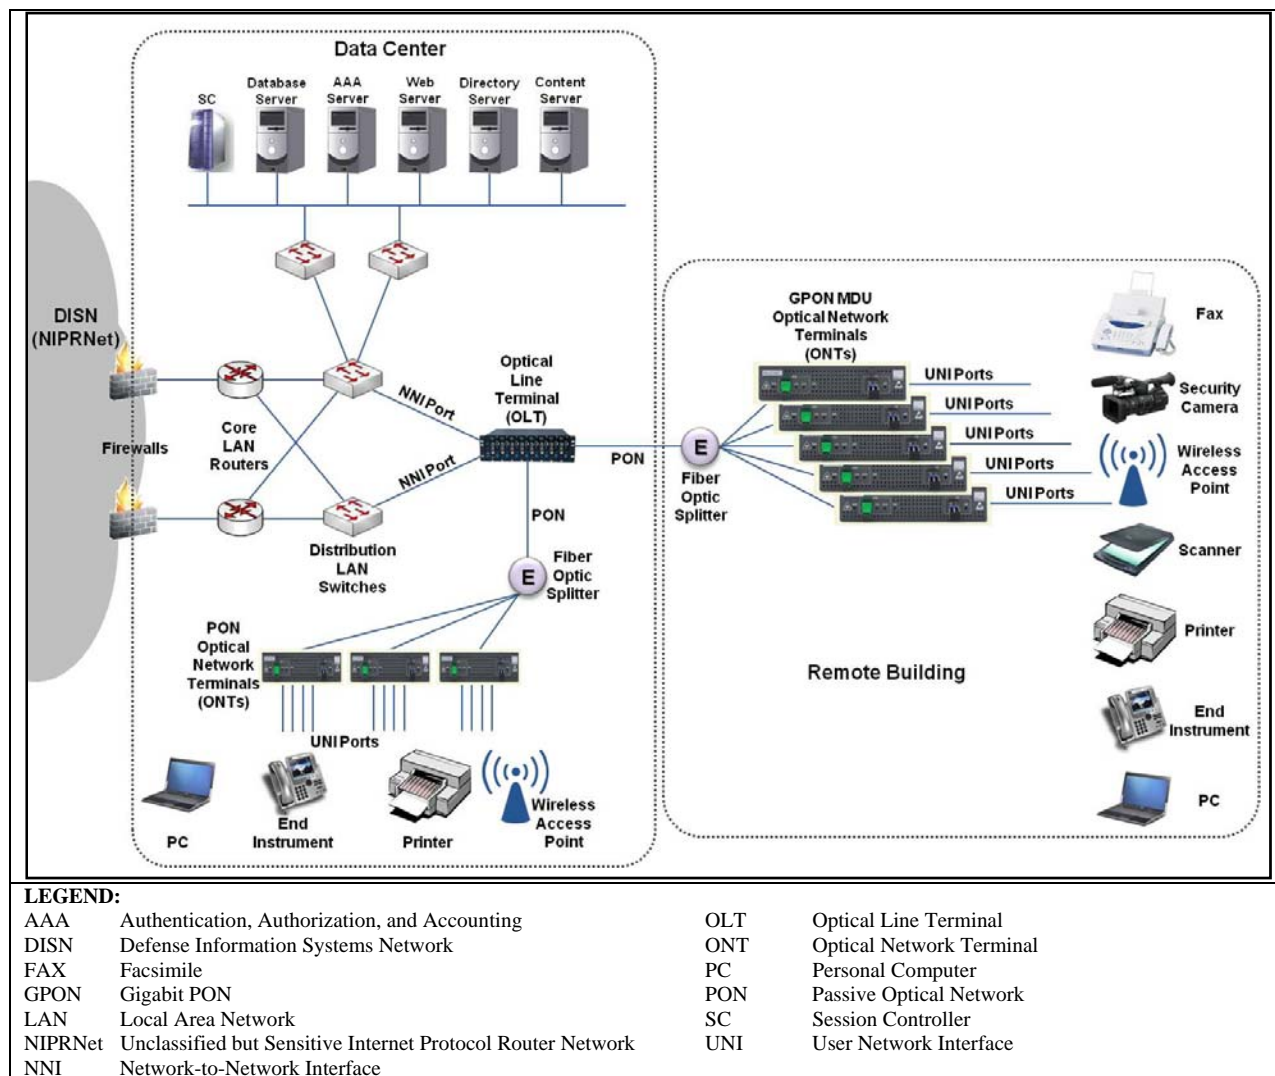 Data Center
SC
Database
Server
AAA
Server
Web
Server
Directory
Server
Content
Server
DISN
(NIPRNet)
Firewalls
Core
LAN
Routers
Distribution
LAN
Switches
NNI Port
NNI Port
Optical
Line
Terminal
(OLT)
PON
PON
Fiber
Optic
Splitter
PON
Optical
Network
Terminals
(ONTs)
E
UNI Ports
PC
End
Instrument
Printer
Wireless
Access
Point
E
Fiber
Optic
Splitter
GPON MDU
Optical Network
Terminals
(ONTs)
UNI Ports
UNI Ports
UNI Ports
UNI Ports
UNI Ports
Remote Building
Fax
Security
Camera
Wireless
Access
Point
Scanner
Printer
End
Instrument
PC
LEGEND:
AAA Authentication, Authorization, and Accounting
DISN Defense Information Systems Network
FAX Facsimile
GPON Gigabit PON
LAN Local Area Network
NIPRNet Unclassified but Sensitive Internet Protocol Router Network
NNI Network-to-Network Interface
OLT Optical Line Terminal
ONT Optical Network Terminal
PC Personal Computer
PON Passive Optical Network
SC Session Controller
UNI User Network Interface